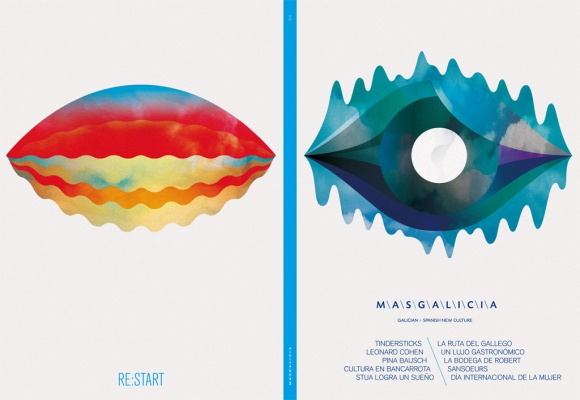 RE:START
MASGALICIA
M\A\S\G\A\L\I\C\I\A
GALICIAN + SPANISH NEW CULTURE
TINDERSTICKS
LEONARD COHEN
PINA BAUSCH
CULTURA EN BANCARROTA
STUA LOGRA UN SUEÑO
LA RUTA DEL GALLEGO
UN LUJO GASTRONÓMICO
LA BODEGA DE ROBERT
SANSOEURS
DÍA INTERNACIONAL DE LA MUJER